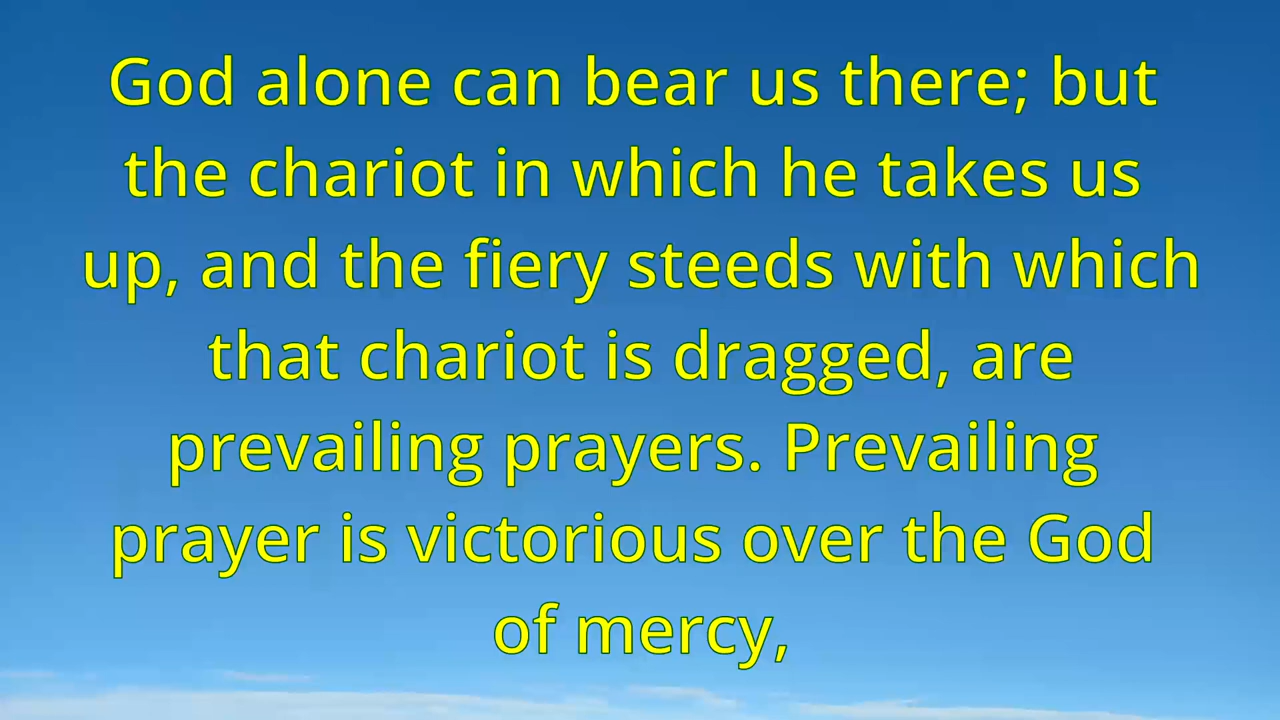 God alone can bear us there; but
the chariot in which he takes us
up, and the fiery steeds with which
that chariot is dragged, are
prevailing prayers. Prevailing
prayer is victorious over the God
of mercy,